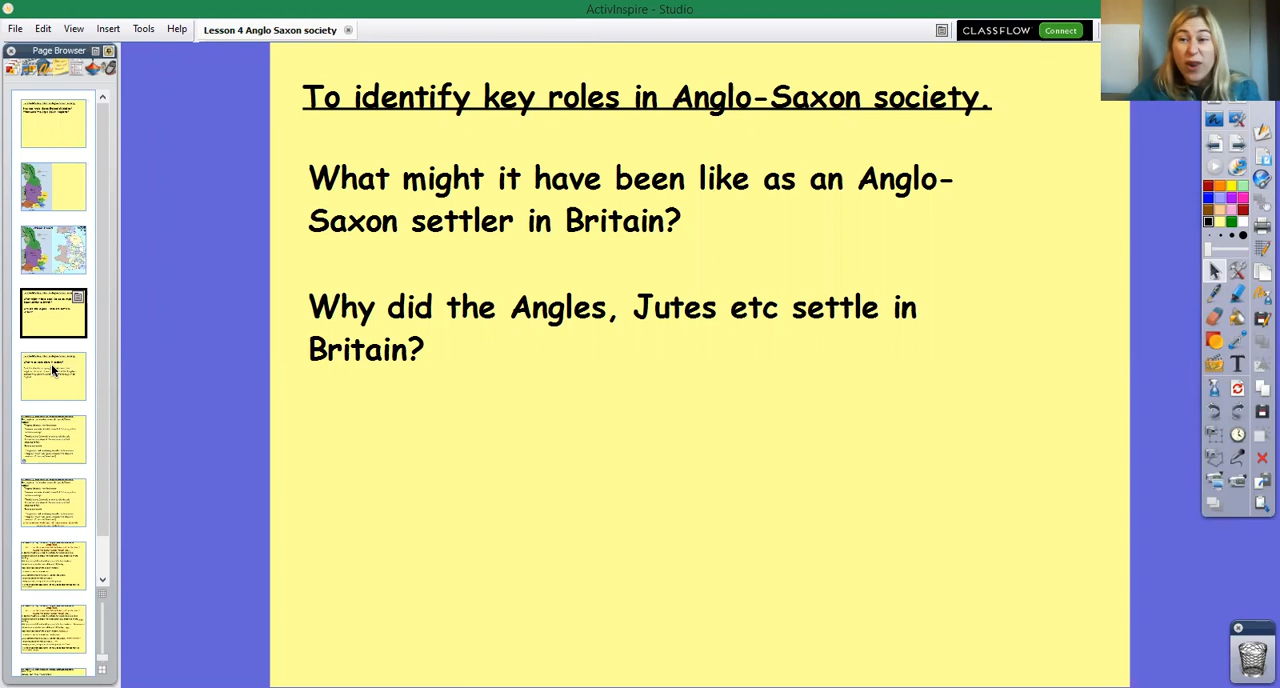 ActivInspire - Studio
File Edit View Insert Tools Help
Lesson 4 Anglo Saxon society
CLASSFLOW Connect
Page Browser
To identify key roles in Anglo-Saxon society.
What might it have been like as an Anglo-
Saxon settler in Britain?
Why did the Angles, Jutes etc settle in
Britain?